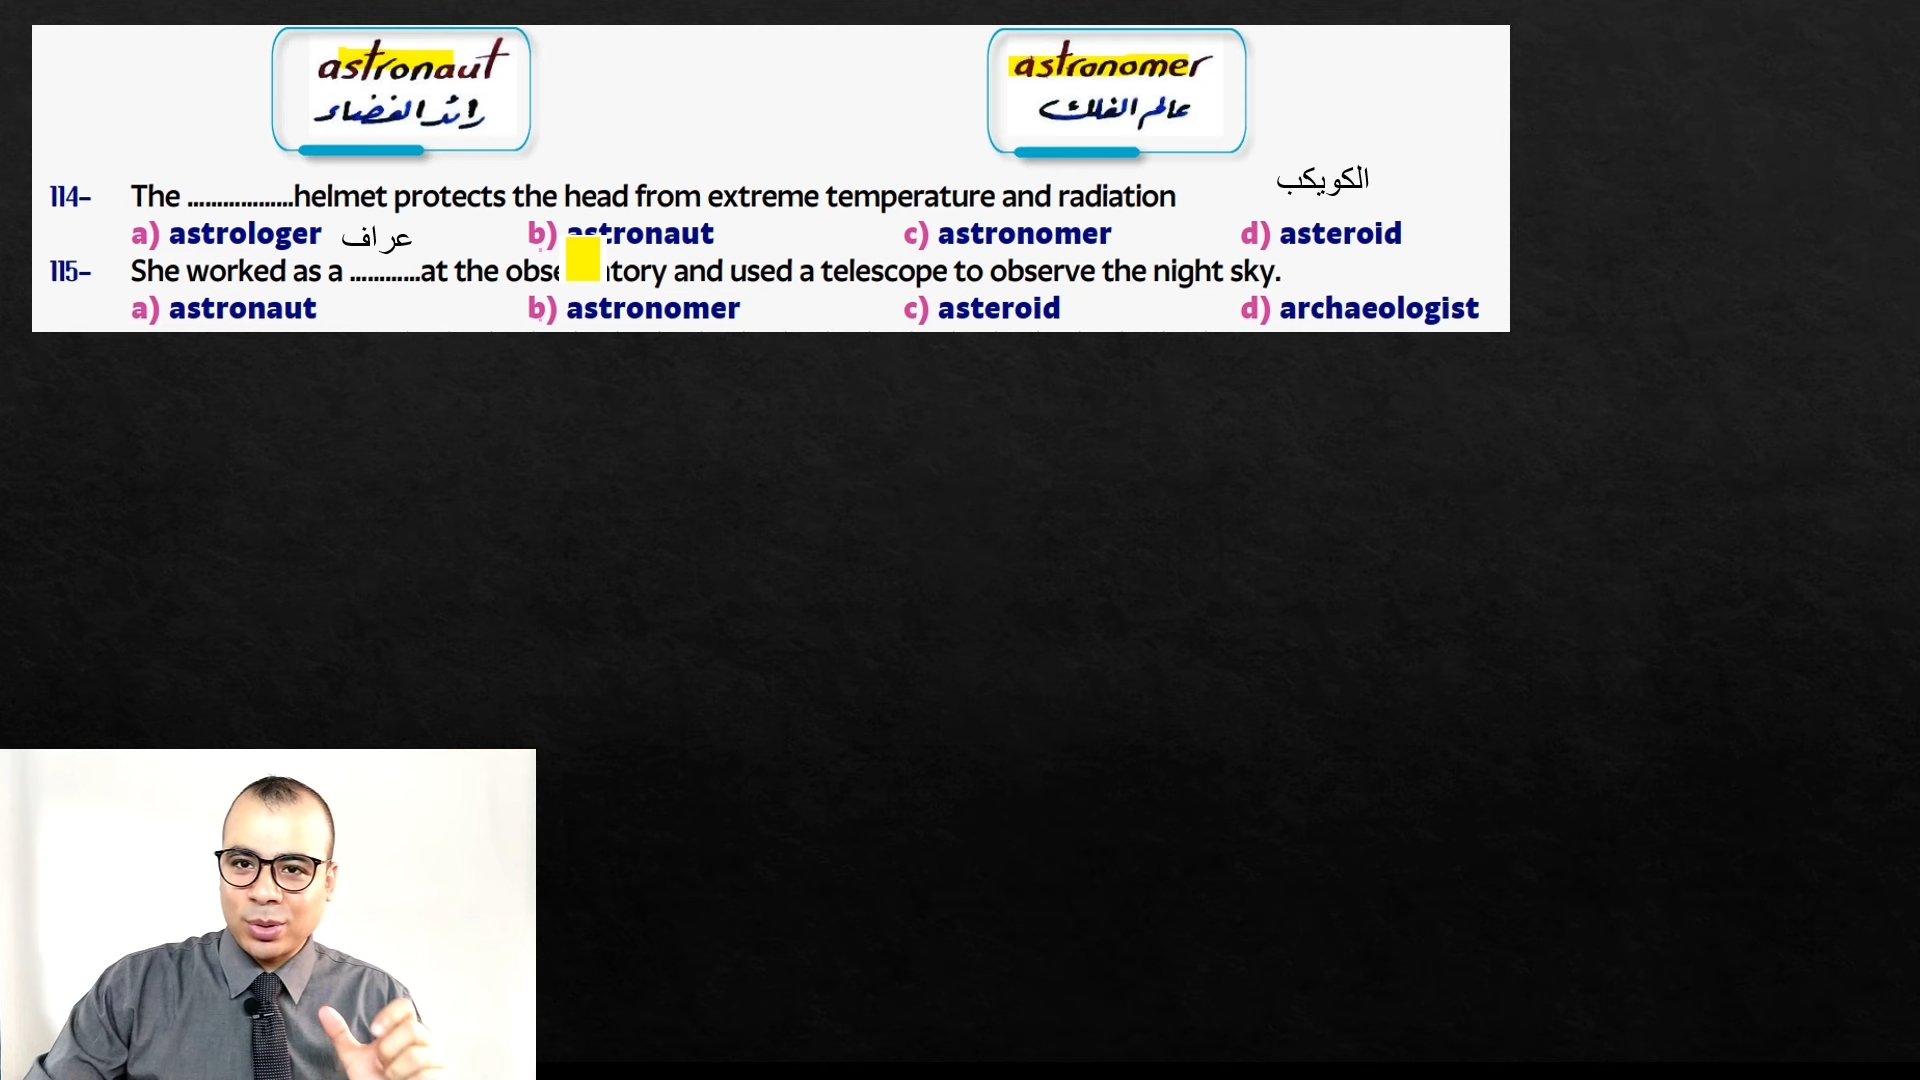 astronaut
رائد الفضاء
astronomer
عالم الفلك
الكويكب
114- The ..................helmet protects the head from extreme temperature and radiation
a) astrologer عراف b) astronaut c) astronomer d) asteroid
115- She worked as a ............at the obse tory and used a telescope to observe the night sky.
a) astronaut b) astronomer c) asteroid d) archaeologist